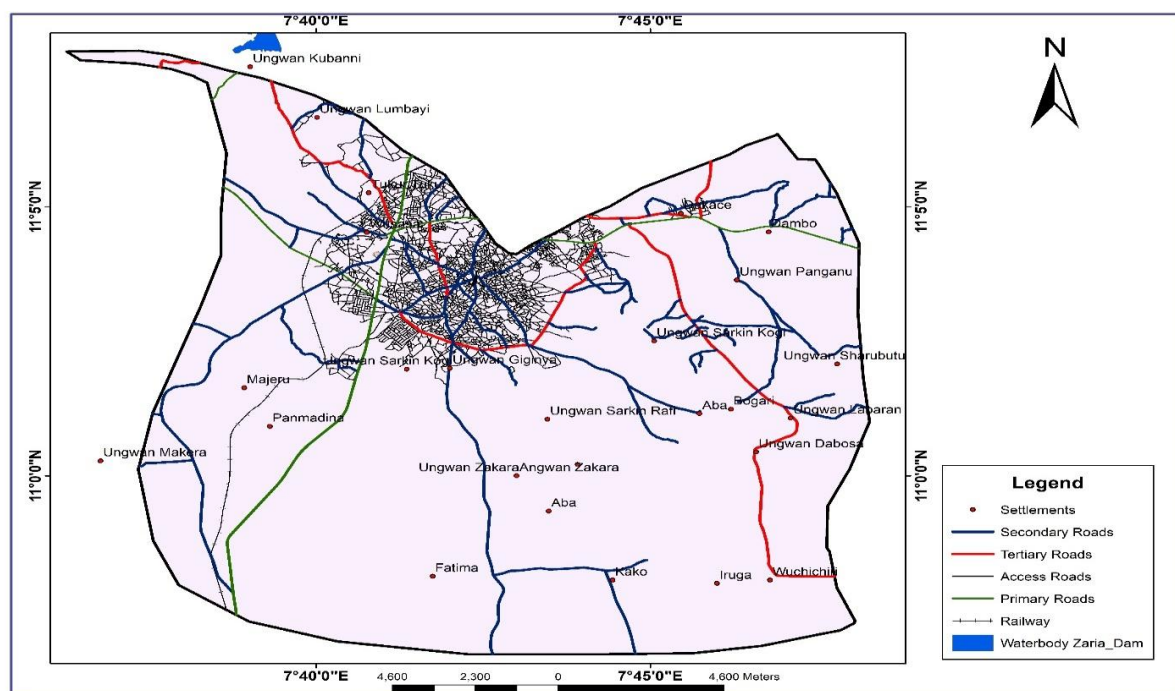 7°40'0"E 7°45'0"E
N
Ungwan Kubanni
Ungwan Lumbayi
11°5'0"N
11°5'0"N
Dambo
Ungwan Panganu
Ungwan Sarkin Kogi
Ungwan Sharubutu
Ungwan Sarkin Kogi
Ungwan Giginya
Majeru
Panmadina
Ungwan Sarkin Rafi
Aba
Bogari
Ungwan Labaran
Ungwan Dabosa
Ungwan Makera
Ungwan Zakara
Angwan Zakara
11°0'0"N
11°0'0"N
Aba
Fatima
Kako
Iruga
Wuchichiri
Legend
Settlements
Secondary Roads
Tertiary Roads
Access Roads
Primary Roads
Railway
Waterbody Zaria_Dam
7°40'0"E 7°45'0"E
4,600 2,300 0 4,600 Meters